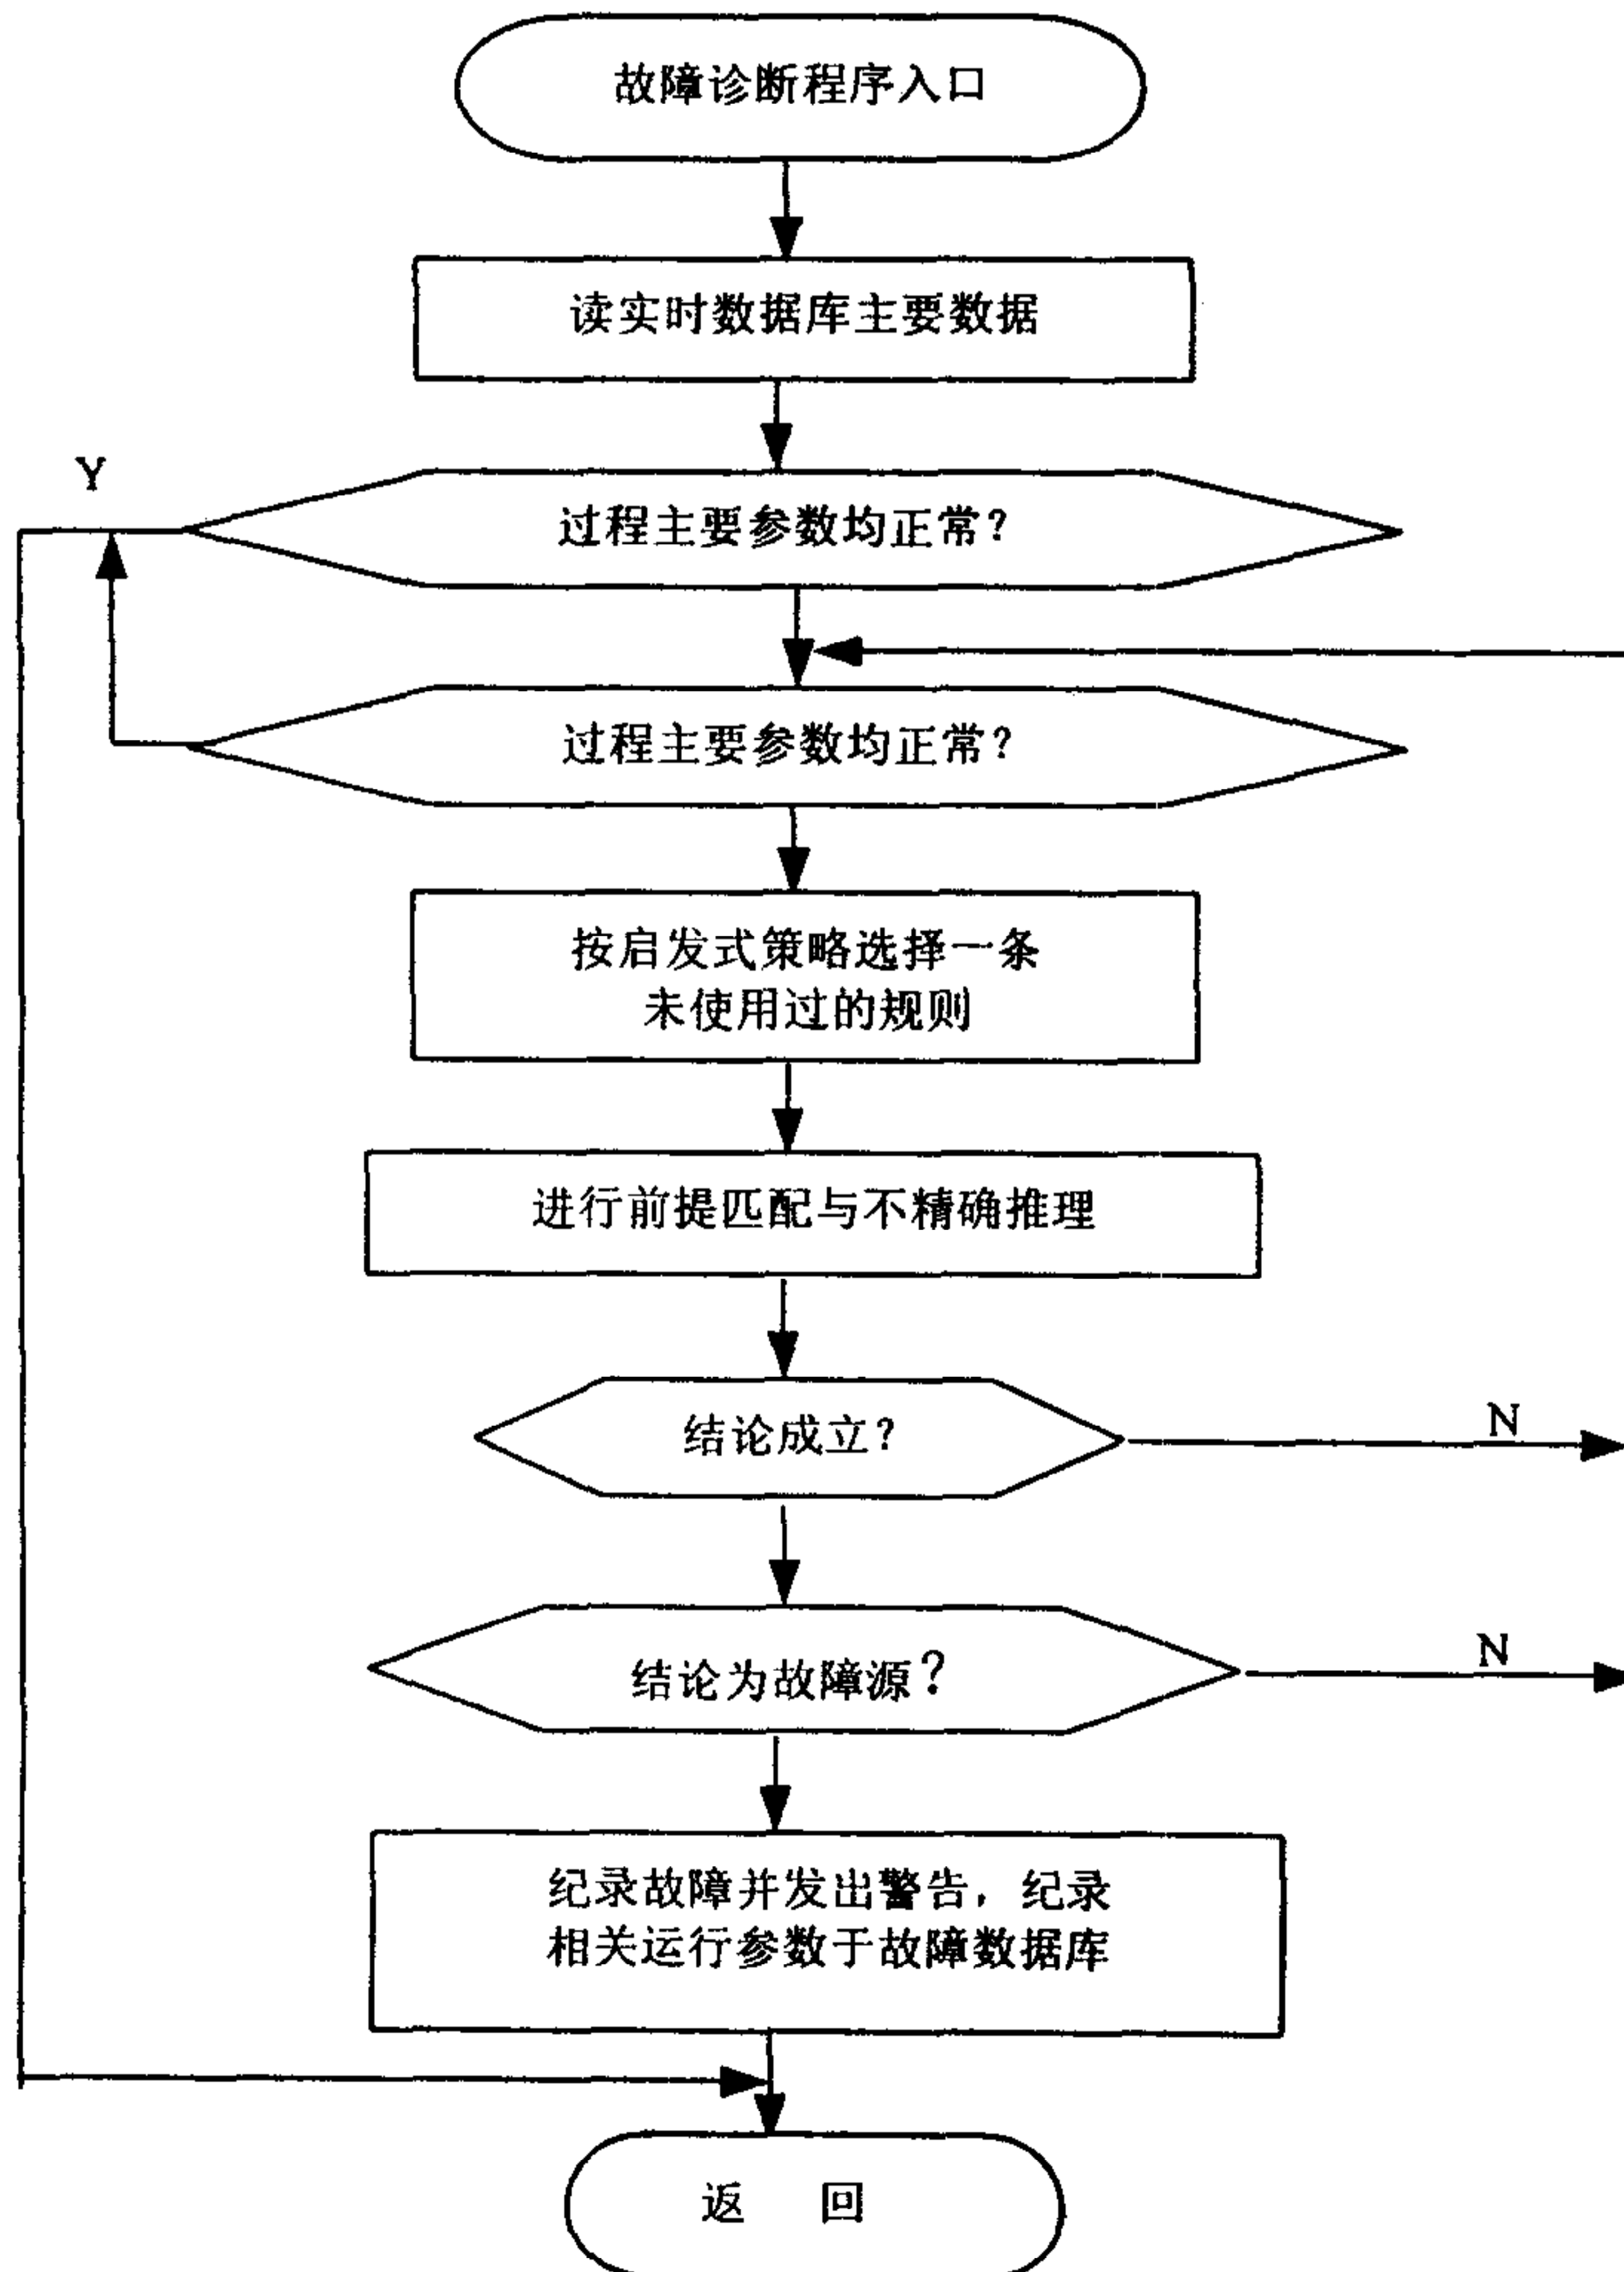 故障诊断程序入口
读实时数据库主要数据
Y
过程主要参数均正常?
过程主要参数均正常?
按启发式策略选择一条
未使用过的规则
进行前提匹配与不精确推理
结论成立?
N
结论为故障源?
N
纪录故障并发出警告，纪录
相关运行参数于故障数据库
返 回